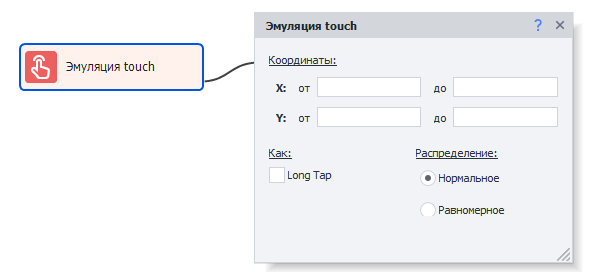 Эмуляция touch
Эмуляция touch ?
Координаты:
X: от до
Y: от до
Как: Распределение:
Long Tap Нормальное
Равномерное